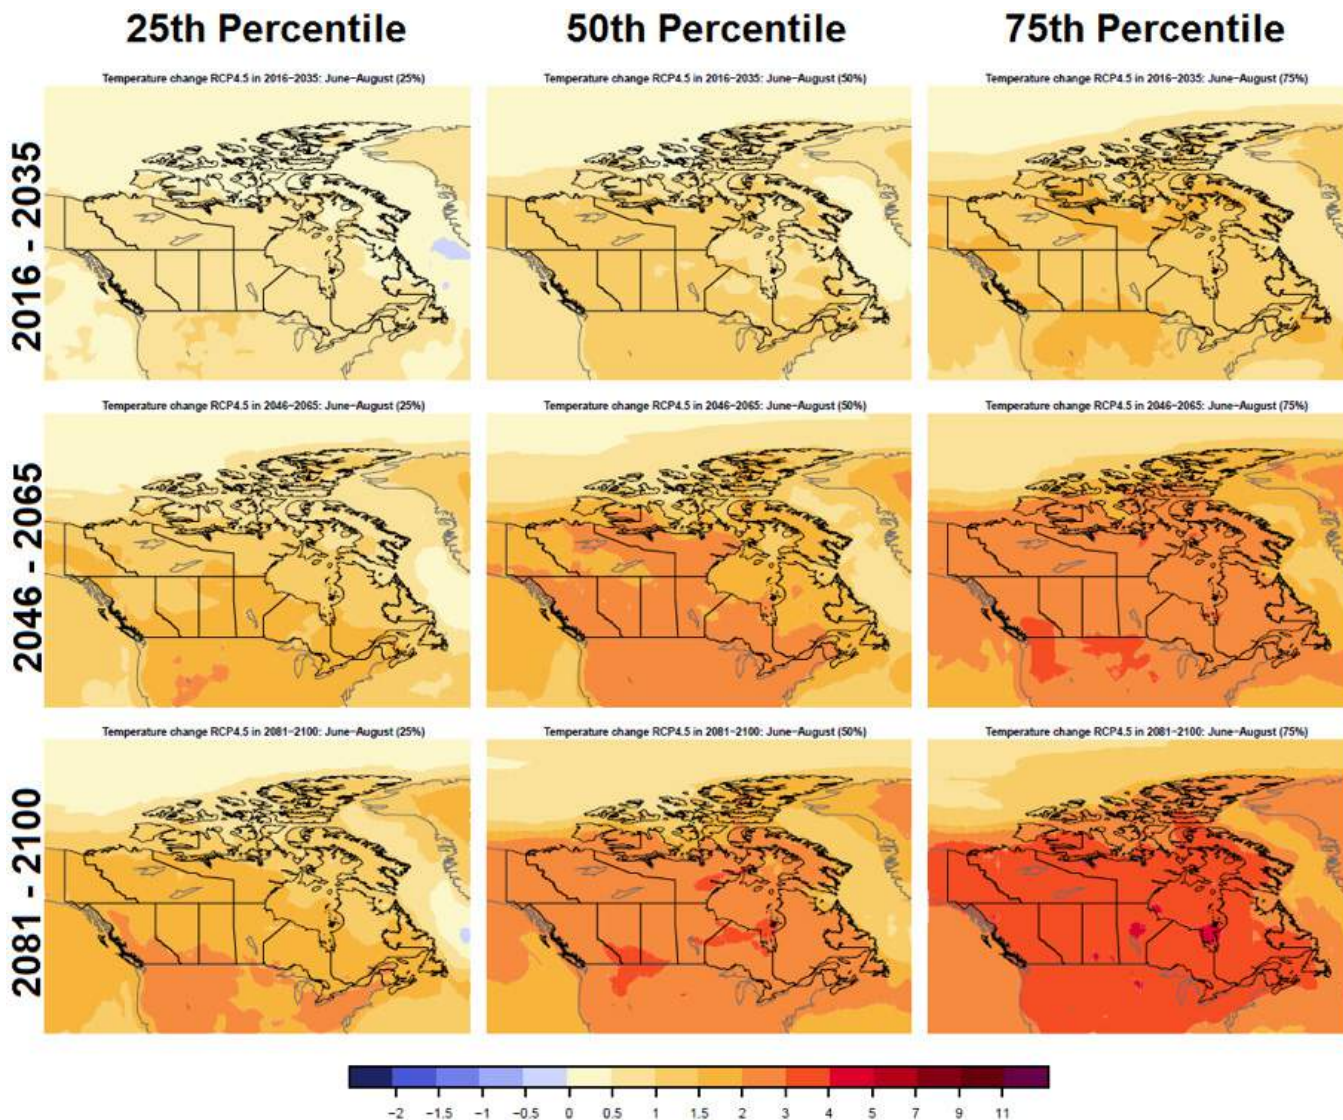 25th Percentile 50th Percentile 75th Percentile
2016 - 2035
Temperature change RCP4.5 in 2016-2035: June-August (25%)
Temperature change RCP4.5 in 2016-2035: June-August (50%)
Temperature change RCP4.5 in 2016-2035: June-August (75%)
2046 - 2065
Temperature change RCP4.5 in 2046-2065: June-August (25%)
Temperature change RCP4.5 in 2046-2065: June-August (50%)
Temperature change RCP4.5 in 2046-2065: June-August (75%)
2081 - 2100
Temperature change RCP4.5 in 2081-2100: June-August (25%)
Temperature change RCP4.5 in 2081-2100: June-August (50%)
Temperature change RCP4.5 in 2081-2100: June-August (75%)
−2 −1.5 −1 −0.5 0 0.5 1 1.5 2 3 4 5 7 9 11